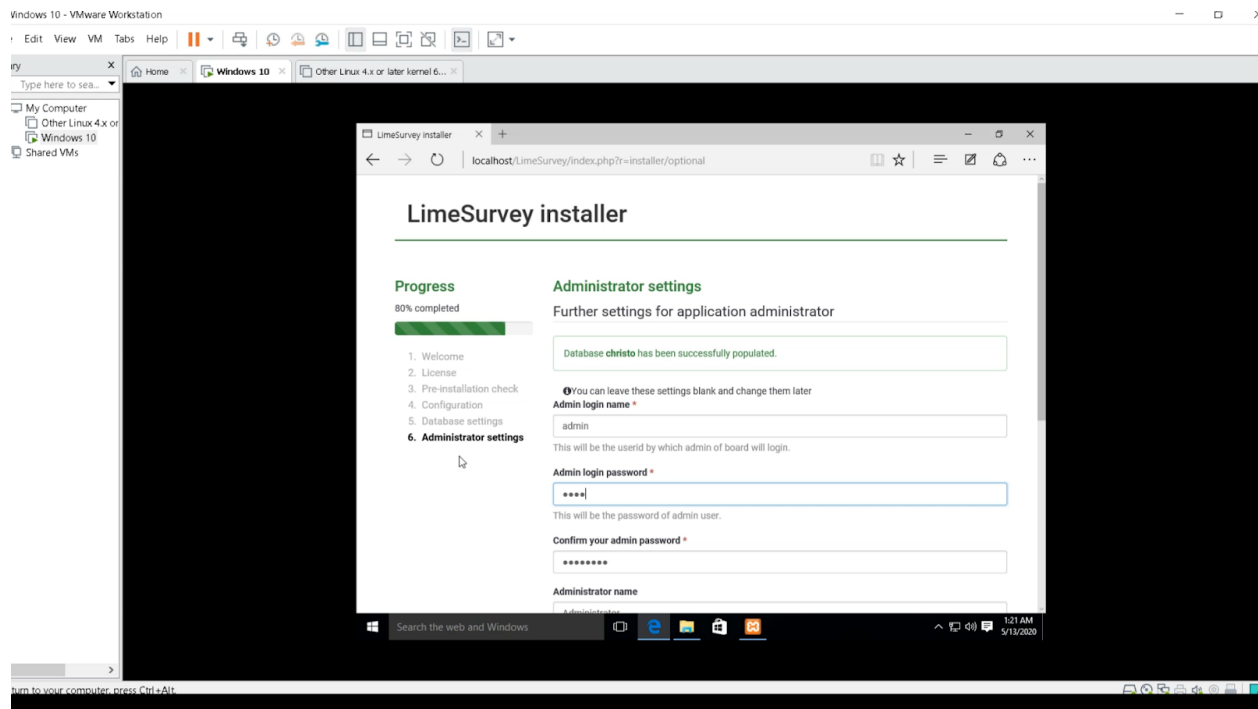 Windows 10 - VMware Workstation
Edit View VM Tabs Help
ry
Home
Windows 10
Other Linux 4.x or later kernel 6...
Type here to sea...
My Computer
Other Linux 4.x or
Windows 10
Shared VMs
LimeSurvey installer
localhost/LimeSurvey/index.php?r=installer/optional
LimeSurvey installer
Progress
80% completed
1. Welcome
2. License
3. Pre-installation check
4. Configuration
5. Database settings
6. Administrator settings
Administrator settings
Further settings for application administrator
Database christo has been successfully populated.
You can leave these settings blank and change them later
Admin login name *
admin
This will be the userid by which admin of board will login.
Admin login password *
••••
This will be the password of admin user.
Confirm your admin password *
••••••••
Administrator name
Administrator
Search the web and Windows
1:21 AM
5/13/2020
turn to your computer, press Ctrl+Alt.